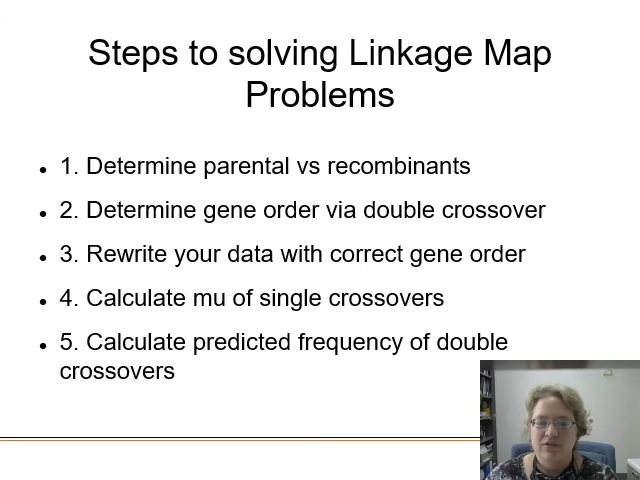 Steps to solving Linkage Map
Problems
• 1. Determine parental vs recombinants
• 2. Determine gene order via double crossover
• 3. Rewrite your data with correct gene order
• 4. Calculate mu of single crossovers
• 5. Calculate predicted frequency of double
crossovers